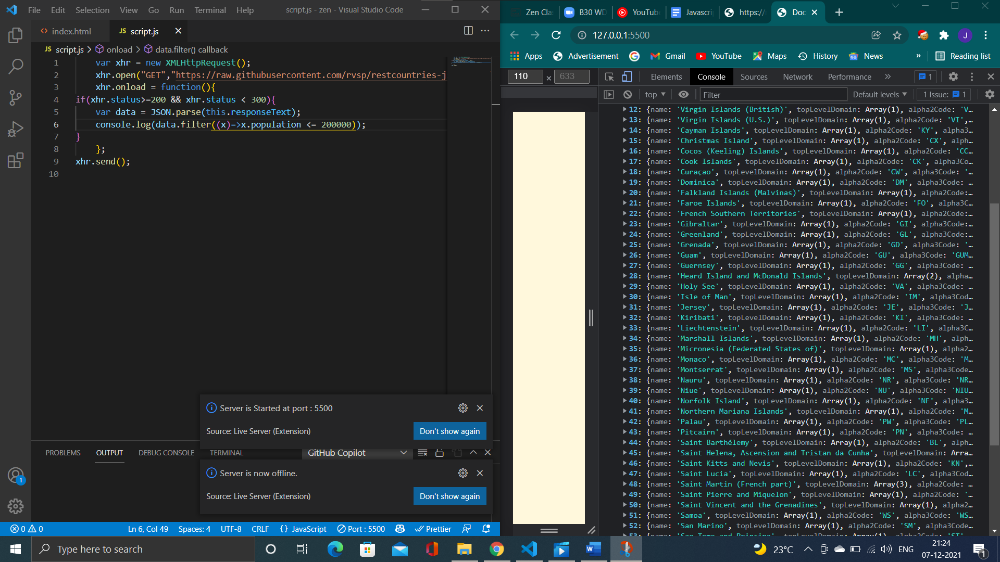 File Edit Selection View Go Run Terminal Help script.js - zen - Visual Studio Code
index.html
JS script.js
JS script.js > onload > data.filter() callback
1 var xhr = new XMLHttpRequest();
2 xhr.open("GET","https://raw.githubusercontent.com/rvsp/restcountries-j
3 xhr.onload = function(){
4 if(xhr.status>=200 && xhr.status < 300){
5 var data = JSON.parse(this.responseText);
6 console.log(data.filter((x)=>x.population <= 200000));
7 }
8 };
9 xhr.send();
10
Server is Started at port : 5500
Source: Live Server (Extension) Don't show again
PROBLEMS OUTPUT DEBUG CONSOLE TERMINAL GitHub Copilot
Server is now offline.
Source: Live Server (Extension) Don't show again
1
0 0 Ln 6, Col 49 Spaces: 4 UTF-8 CRLF {} JavaScript Port : 5500 Prettier
Zen Cla B30 WD YouTube Javascri https:// Doc
127.0.0.1:5500 J
Apps Advertisement Gmail YouTube Maps History News » Reading list
110 × 633
Elements Console Sources Network Performance » 1
top Filter Default levels 1 Issue: 1
12: {name: 'Virgin Islands (British)', topLevelDomain: Array(1), alpha2Code: 'V…
13: {name: 'Virgin Islands (U.S.)', topLevelDomain: Array(1), alpha2Code: 'VI',…
14: {name: 'Cayman Islands', topLevelDomain: Array(1), alpha2Code: 'KY', alpha3…
15: {name: 'Christmas Island', topLevelDomain: Array(1), alpha2Code: 'CX', alph…
16: {name: 'Cocos (Keeling) Islands', topLevelDomain: Array(1), alpha2Code: 'CC…
17: {name: 'Cook Islands', topLevelDomain: Array(1), alpha2Code: 'CK', alpha3Co…
18: {name: 'Curaçao', topLevelDomain: Array(1), alpha2Code: 'CW', alpha3Code: '…
19: {name: 'Dominica', topLevelDomain: Array(1), alpha2Code: 'DM', alpha3Code: …
20: {name: 'Falkland Islands (Malvinas)', topLevelDomain: Array(1), alpha2Code:…
21: {name: 'Faroe Islands', topLevelDomain: Array(1), alpha2Code: 'FO', alpha3C…
22: {name: 'French Southern Territories', topLevelDomain: Array(1), alpha2Code:…
23: {name: 'Gibraltar', topLevelDomain: Array(1), alpha2Code: 'GI', alpha3Code:…
24: {name: 'Greenland', topLevelDomain: Array(1), alpha2Code: 'GL', alpha3Code:…
25: {name: 'Grenada', topLevelDomain: Array(1), alpha2Code: 'GD', alpha3Code: '…
26: {name: 'Guam', topLevelDomain: Array(1), alpha2Code: 'GU', alpha3Code: 'GUM…
27: {name: 'Guernsey', topLevelDomain: Array(1), alpha2Code: 'GG', alpha3Code: …
28: {name: 'Heard Island and McDonald Islands', topLevelDomain: Array(2), alpha…
29: {name: 'Holy See', topLevelDomain: Array(1), alpha2Code: 'VA', alpha3Code: …
30: {name: 'Isle of Man', topLevelDomain: Array(1), alpha2Code: 'IM', alpha3Cod…
31: {name: 'Jersey', topLevelDomain: Array(1), alpha2Code: 'JE', alpha3Code: 'J…
32: {name: 'Kiribati', topLevelDomain: Array(1), alpha2Code: 'KI', alpha3Code: …
33: {name: 'Liechtenstein', topLevelDomain: Array(1), alpha2Code: 'LI', alpha3C…
34: {name: 'Marshall Islands', topLevelDomain: Array(1), alpha2Code: 'MH', alph…
35: {name: 'Micronesia (Federated States of)', topLevelDomain: Array(1), alpha2…
36: {name: 'Monaco', topLevelDomain: Array(1), alpha2Code: 'MC', alpha3Code: 'M…
37: {name: 'Montserrat', topLevelDomain: Array(1), alpha2Code: 'MS', alpha3Code…
38: {name: 'Nauru', topLevelDomain: Array(1), alpha2Code: 'NR', alpha3Code: 'NR…
39: {name: 'Niue', topLevelDomain: Array(1), alpha2Code: 'NU', alpha3Code: 'NIU…
40: {name: 'Norfolk Island', topLevelDomain: Array(1), alpha2Code: 'NF', alpha3…
41: {name: 'Northern Mariana Islands', topLevelDomain: Array(1), alpha2Code: 'M…
42: {name: 'Palau', topLevelDomain: Array(1), alpha2Code: 'PW', alpha3Code: 'PL…
43: {name: 'Pitcairn', topLevelDomain: Array(1), alpha2Code: 'PN', alpha3Code: …
44: {name: 'Saint Barthélemy', topLevelDomain: Array(1), alpha2Code: 'BL', alph…
45: {name: 'Saint Helena, Ascension and Tristan da Cunha', topLevelDomain: Arra…
46: {name: 'Saint Kitts and Nevis', topLevelDomain: Array(1), alpha2Code: 'KN',…
47: {name: 'Saint Lucia', topLevelDomain: Array(1), alpha2Code: 'LC', alpha3Cod…
48: {name: 'Saint Martin (French part)', topLevelDomain: Array(3), alpha2Code: …
49: {name: 'Saint Pierre and Miquelon', topLevelDomain: Array(1), alpha2Code: '…
50: {name: 'Saint Vincent and the Grenadines', topLevelDomain: Array(1), alpha2…
51: {name: 'Samoa', topLevelDomain: Array(1), alpha2Code: 'WS', alpha3Code: 'WS…
52: {name: 'San Marino', topLevelDomain: Array(1), alpha2Code: 'SM', alpha3Code…
53: {name: 'Sao Tome and Principe', topLevelDomain: Array(1), alpha2Code: 'ST'
Type here to search 23°C ENG 21:24
07-12-2021 1